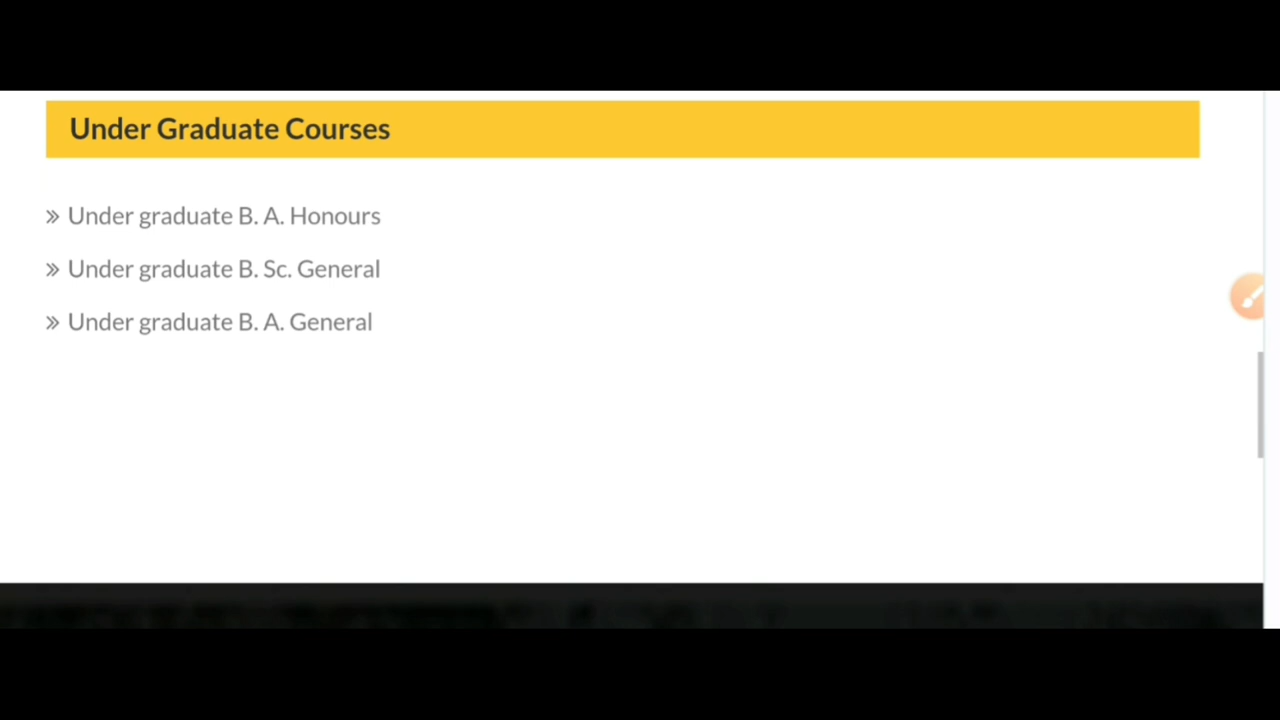 Under Graduate Courses
» Under graduate B. A. Honours
» Under graduate B. Sc. General
» Under graduate B. A. General